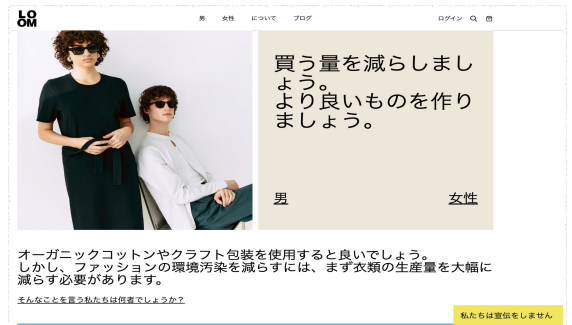 LO
OM
男 女性 について ブログ ログイン
買う量を減らしまし
ょう。
より良いものを作り
ましょう。
男 女性
オーガニックコットンやクラフト包装を使用すると良いでしょう。
しかし、ファッションの環境汚染を減らすには、まず衣類の生産量を大幅に
減らす必要があります。
そんなことを言う私たちは何者でしょうか？
私たちは宣伝をしません